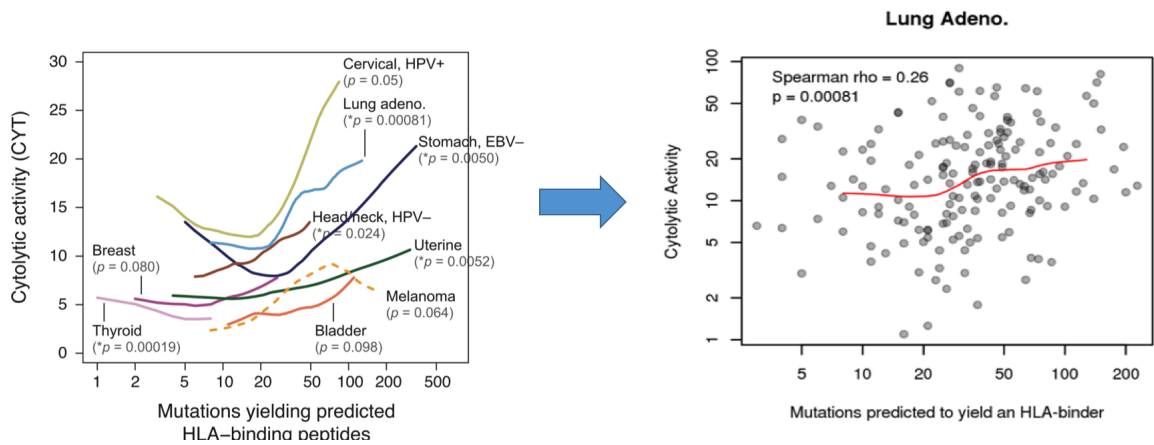 Cytolytic activity (CYT)
30
25
20
15
10
5
0
Cervical, HPV+
(p = 0.05)
Lung adeno.
(*p = 0.00081)
Stomach, EBV–
(*p = 0.0050)
Head/neck, HPV–
(*p = 0.024)
Uterine
(*p = 0.0052)
Breast
(p = 0.080)
Melanoma
(p = 0.064)
Thyroid
(*p = 0.00019)
Bladder
(p = 0.098)
1 2 5 10 20 50 100 200 500
Mutations yielding predicted
HLA–binding peptides
Lung Adeno.
Cytolytic Activity
100
50
20
10
5
2
1
Spearman rho = 0.26
p = 0.00081
5 10 20 50 100 200
Mutations predicted to yield an HLA-binder